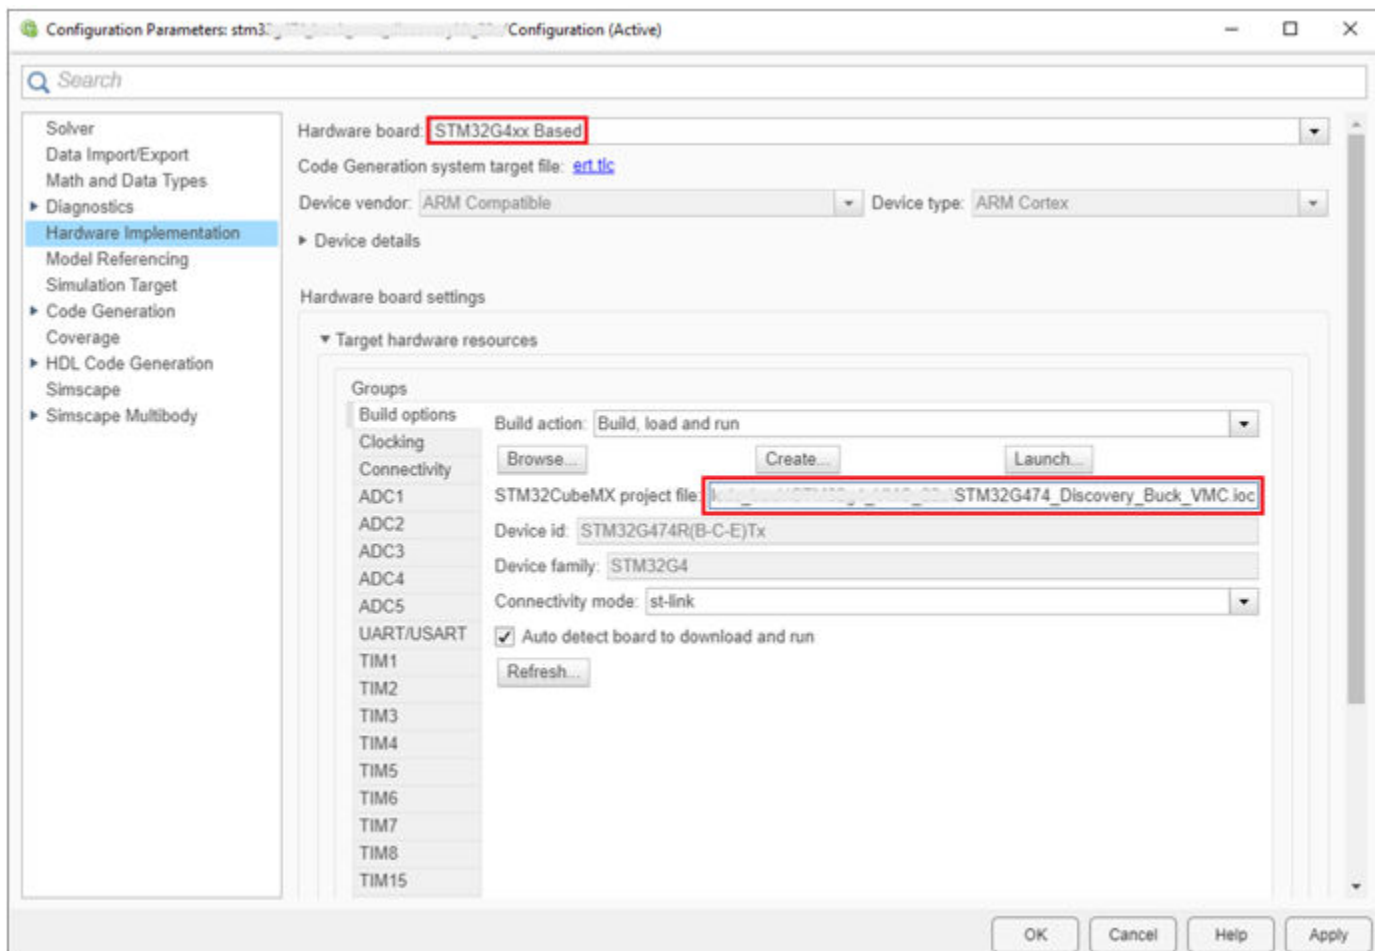 Configuration Parameters: stm32 /Configuration (Active)
Search
Solver
Data Import/Export
Math and Data Types
Diagnostics
Hardware Implementation
Model Referencing
Simulation Target
Code Generation
Coverage
HDL Code Generation
Simscape
Simscape Multibody
Hardware board: STM32G4xx Based
Code Generation system target file: ert.tlc
Device vendor: ARM Compatible Device type: ARM Cortex
Device details
Hardware board settings
Target hardware resources
Groups
Build options
Clocking
Connectivity
ADC1
ADC2
ADC3
ADC4
ADC5
UART/USART
TIM1
TIM2
TIM3
TIM4
TIM5
TIM6
TIM7
TIM8
TIM15
Build action: Build, load and run
Browse... Create... Launch...
STM32CubeMX project file: STM32G474_Discovery_Buck_VMC.ioc
Device id: STM32G474R(B-C-E)Tx
Device family: STM32G4
Connectivity mode: st-link
Auto detect board to download and run
Refresh...
OK Cancel Help Apply